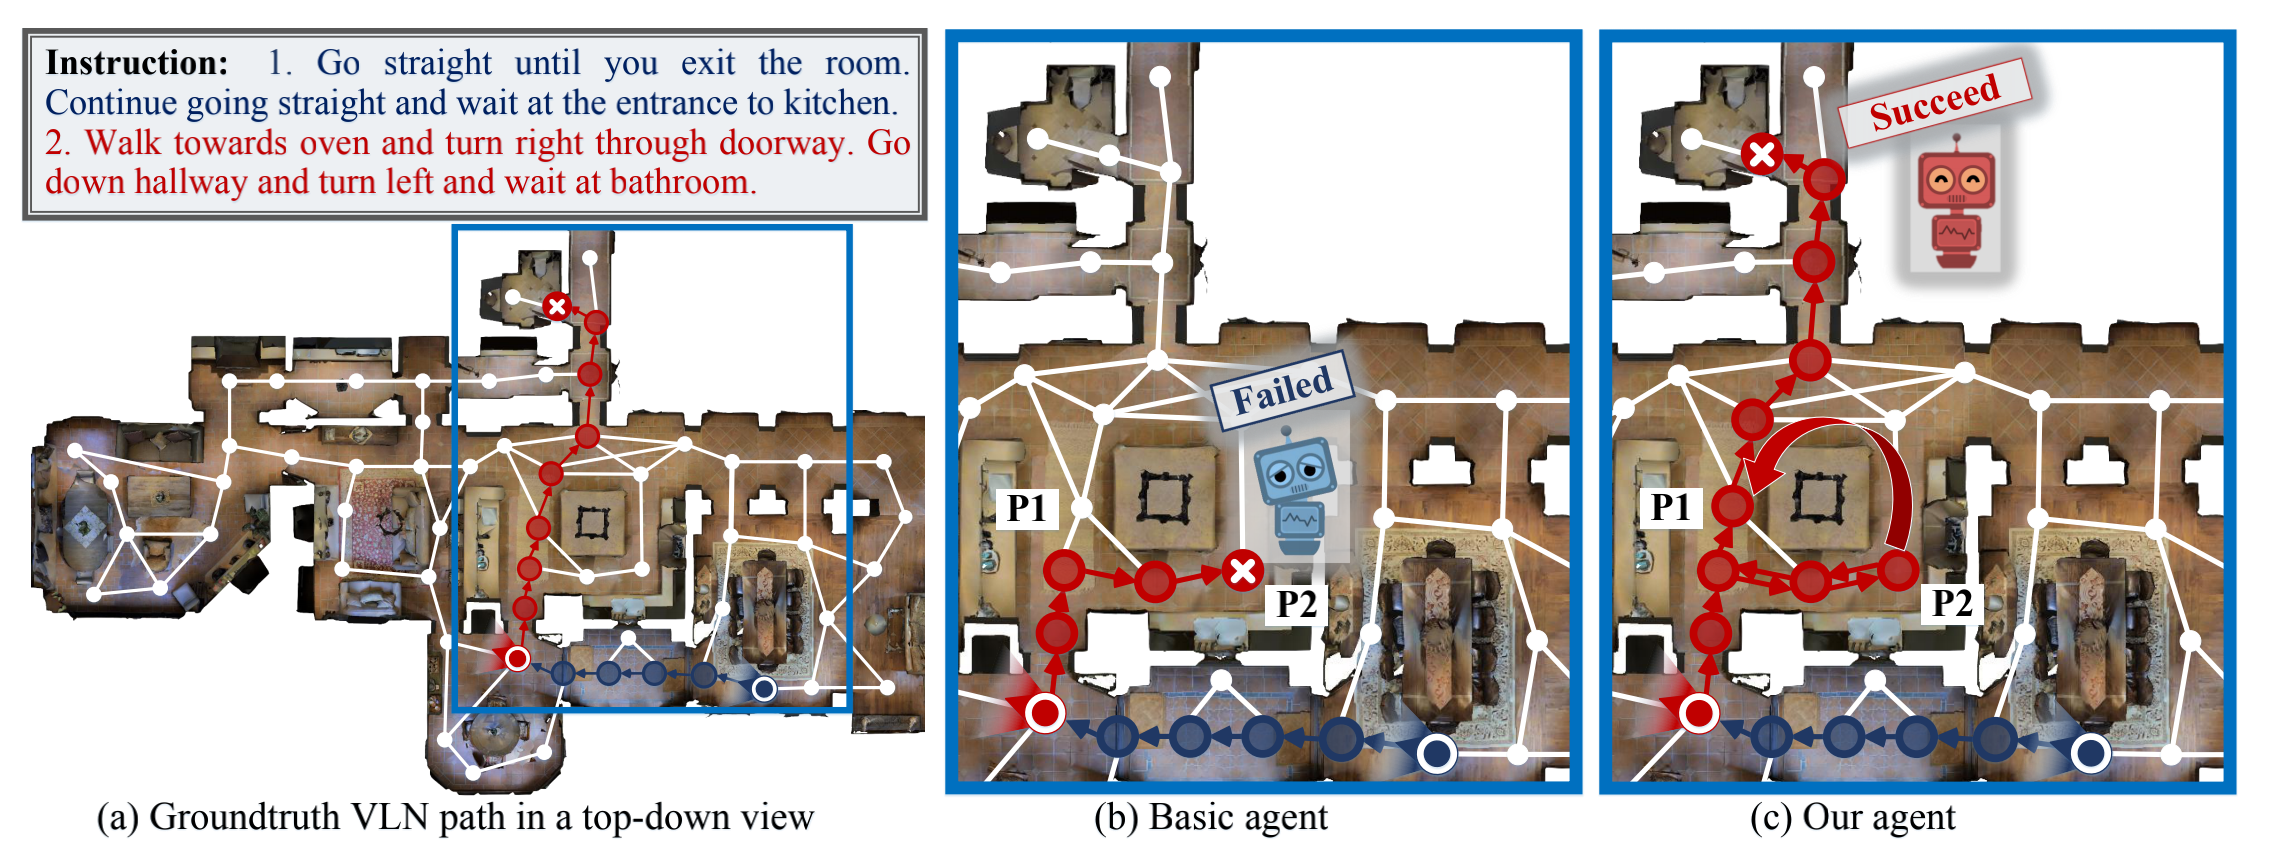 Instruction: 1. Go straight until you exit the room.
Continue going straight and wait at the entrance to kitchen.
2. Walk towards oven and turn right through doorway. Go
down hallway and turn left and wait at bathroom.
(a) Groundtruth VLN path in a top-down view
Failed
P1
P2
(b) Basic agent
Succeed
P1
P2
(c) Our agent